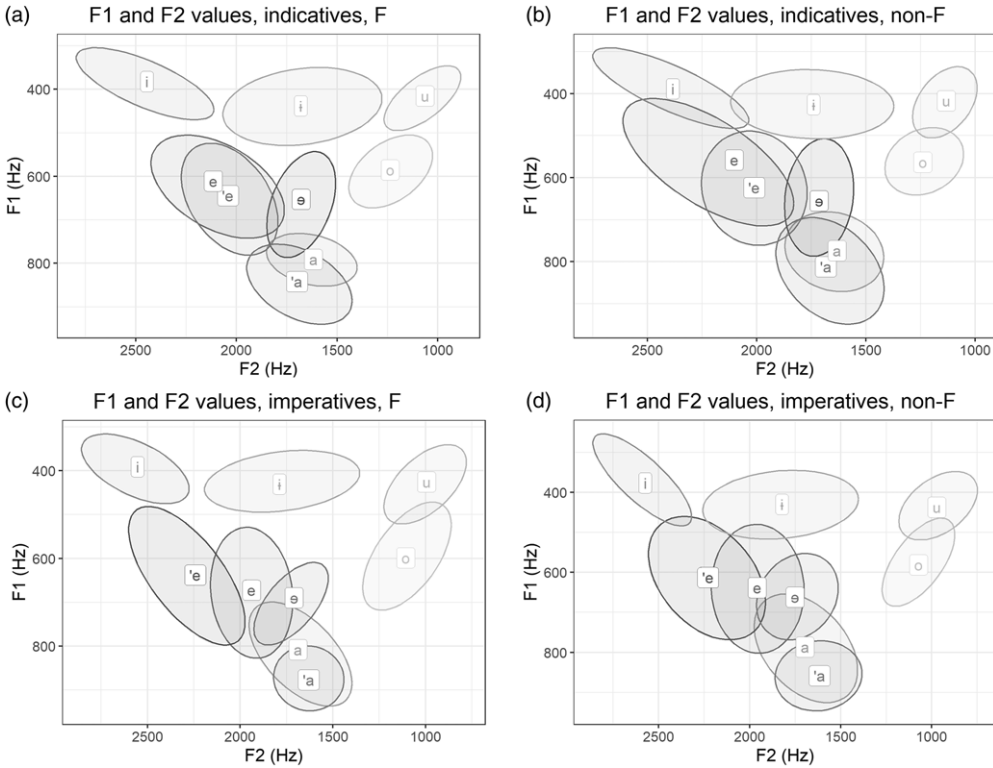 (a)
F1 and F2 values, indicatives, F
400
600
800
F1 (Hz)
i
ɨ
u
o
e
'e
ɘ
a
'a
2500 2000 1500 1000
F2 (Hz)
(b)
F1 and F2 values, indicatives, non-F
400
600
800
F1 (Hz)
i
ɨ
u
o
e
'e
ɘ
a
'a
2500 2000 1500 1000
F2 (Hz)
(c)
F1 and F2 values, imperatives, F
400
600
800
F1 (Hz)
i
ɨ
u
o
'e
e
ɘ
a
'a
2500 2000 1500 1000
F2 (Hz)
(d)
F1 and F2 values, imperatives, non-F
400
600
800
F1 (Hz)
i
ɨ
u
o
'e
e
ɘ
a
'a
2500 2000 1500 1000
F2 (Hz)